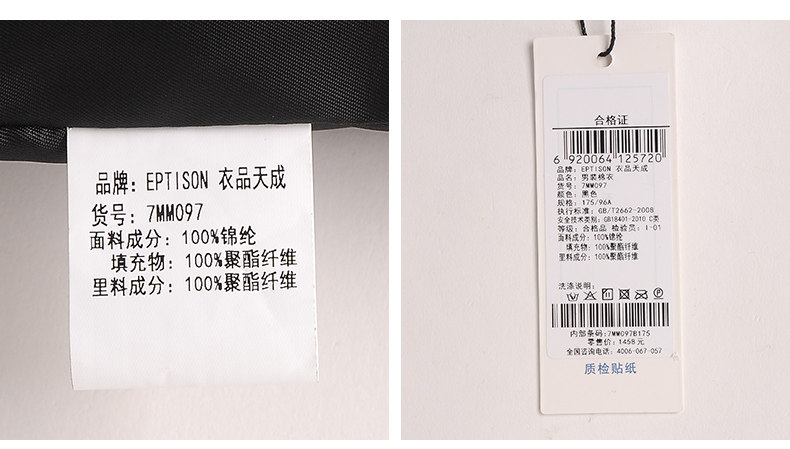 品牌: EPTISON 衣品天成
货号: 7MM097
面料成分: 100%锦纶
填充物: 100%聚酯纤维
里料成分: 100%聚酯纤维
合格证
6 920064 125720
品牌: EPTISON 衣品天成
品名: 男装棉衣
货号: 7MM097
颜色: 黑色
规格: 175/96A
执行标准: GB/T2662-2008
安全技术类别: GB18401-2010 C类
等级: 合格品 检验员: I-01
面料成分: 100%锦纶
填充物: 100%聚酯纤维
里料成分: 100%聚酯纤维
洗涤说明:
内部条码: 7MM097B175
零售价: 1458 元
全国咨询电话: 4006-067-057
质检贴纸